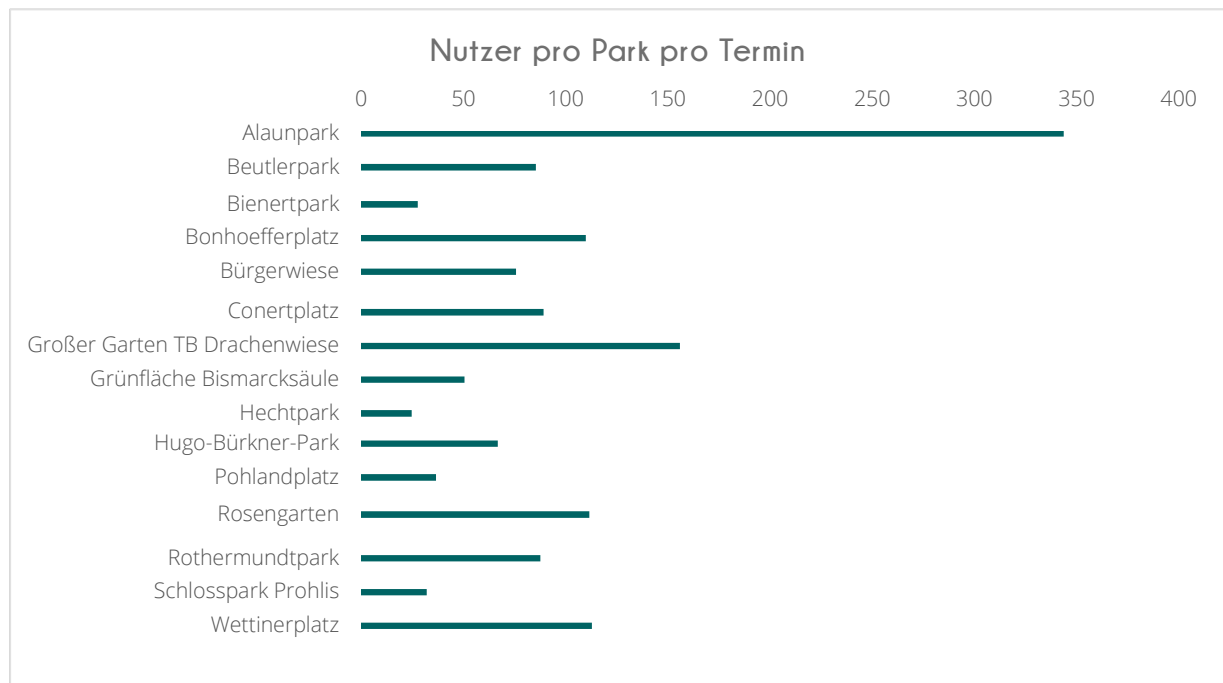 Nutzer pro Park pro Termin
0 50 100 150 200 250 300 350 400
Alaunpark
Beutlerpark
Bienertpark
Bonhoefferplatz
Bürgerwiese
Conertplatz
Großer Garten TB Drachenwiese
Grünfläche Bismarcksäule
Hechtpark
Hugo-Bürkner-Park
Pohlandplatz
Rosengarten
Rothermundtpark
Schlosspark Prohlis
Wettinerplatz